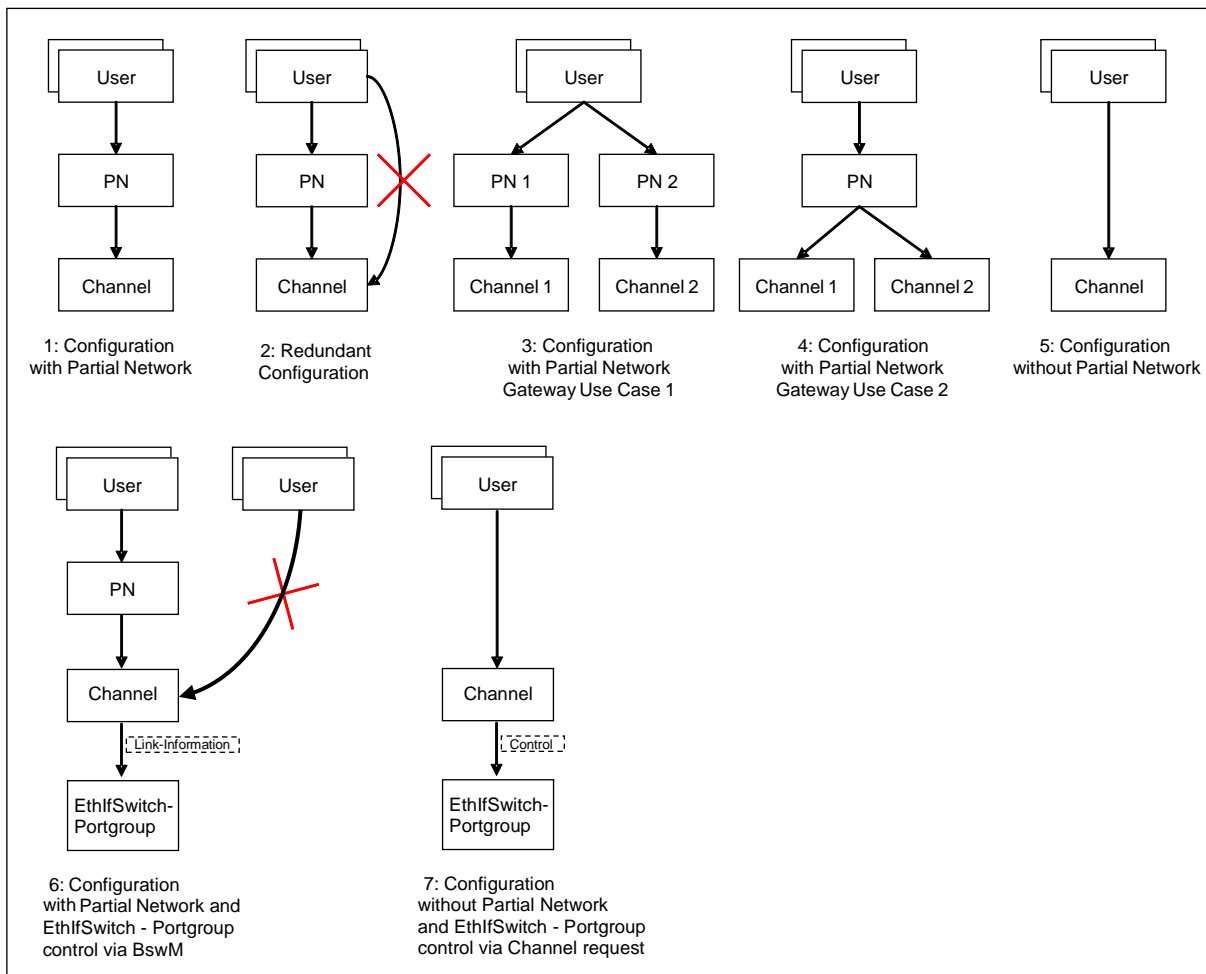 User
PN
Channel
1: Configuration
with Partial Network
User
PN
Channel
2: Redundant
Configuration
User
PN 1
PN 2
Channel 1
Channel 2
3: Configuration
with Partial Network
Gateway Use Case 1
User
PN
Channel 1
Channel 2
4: Configuration
with Partial Network
Gateway Use Case 2
User
Channel
5: Configuration
without Partial Network
User
User
PN
Channel
Link-Information
EthIfSwitch-
Portgroup
6: Configuration
with Partial Network and
EthIfSwitch - Portgroup
control via BswM
User
Channel
Control
EthIfSwitch-
Portgroup
7: Configuration
without Partial Network
and EthIfSwitch - Portgroup
control via Channel request